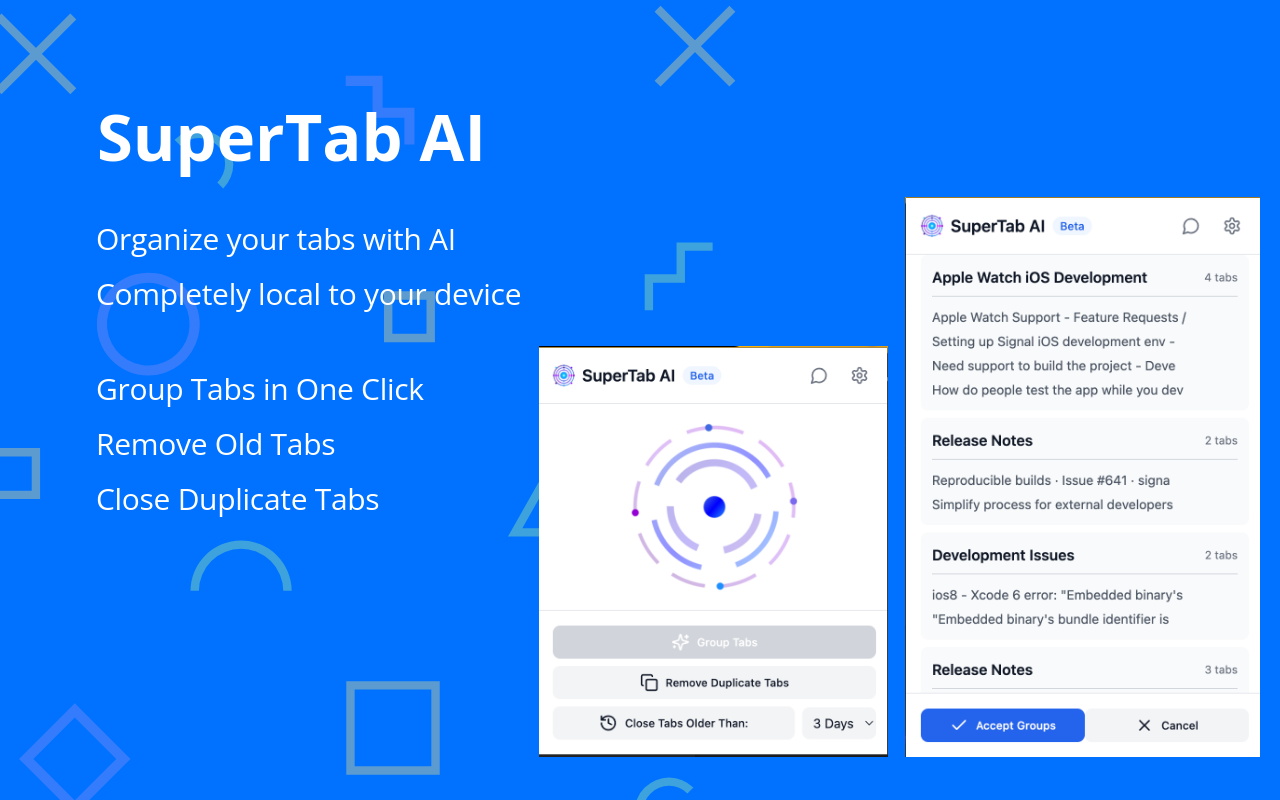 SuperTab AI
Organize your tabs with AI
Completely local to your device
Group Tabs in One Click
Remove Old Tabs
Close Duplicate Tabs
SuperTab AI Beta
Group Tabs
Remove Duplicate Tabs
Close Tabs Older Than: 3 Days
SuperTab AI Beta
Apple Watch iOS Development 4 tabs
Apple Watch Support - Feature Requests /
Setting up Signal iOS development env -
Need support to build the project - Deve
How do people test the app while you dev
Release Notes 2 tabs
Reproducible builds · Issue #641 · signa
Simplify process for external developers
Development Issues 2 tabs
ios8 - Xcode 6 error: "Embedded binary's
"Embedded binary's bundle identifier is
Release Notes 3 tabs
Accept Groups Cancel